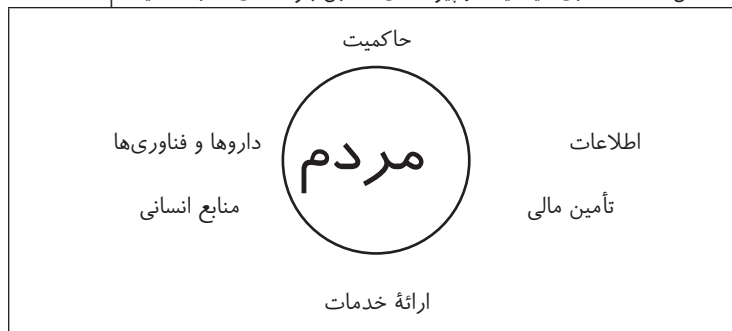 حاکمیت
اطلاعات
مردم
داروها و فناوری‌ها
تأمین مالی
منابع انسانی
ارائهٔ خدمات